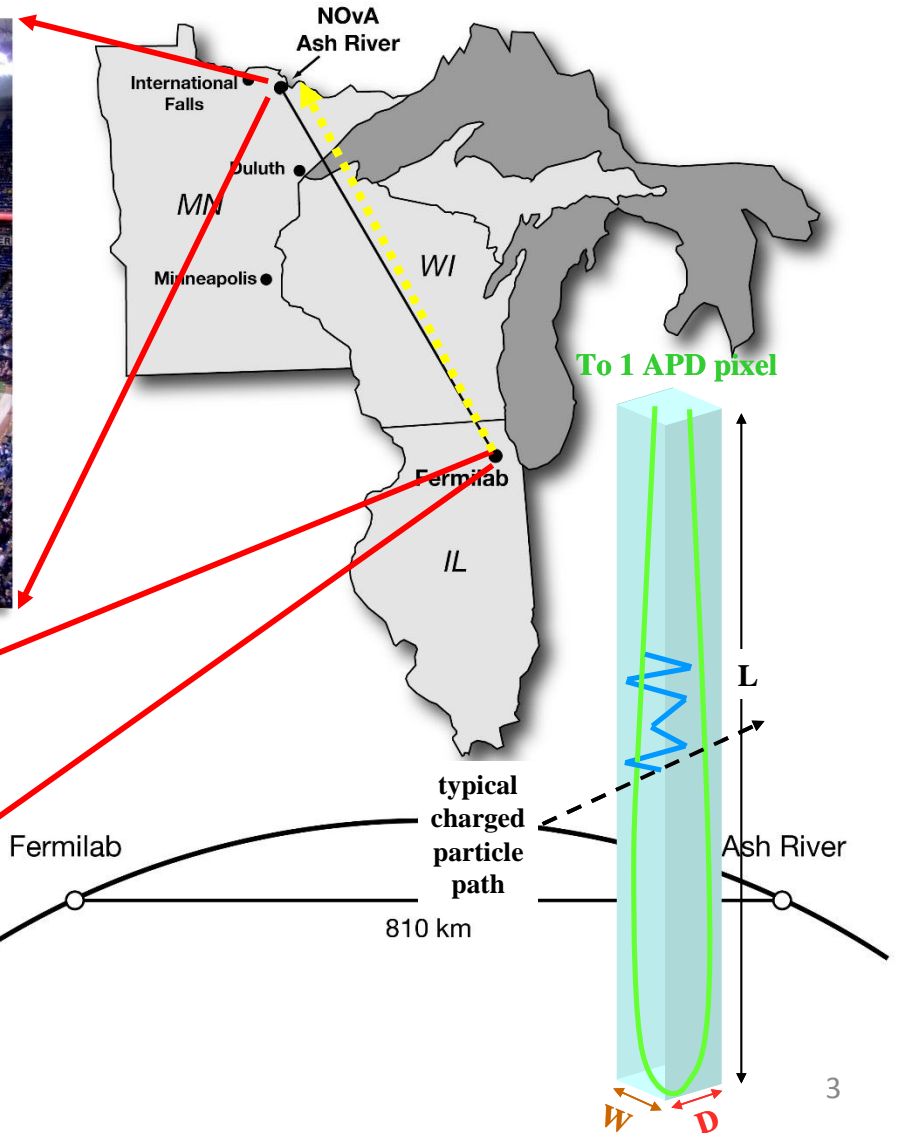 NOvA
Ash River
International
Falls
Duluth
MN
WI
Minneapolis
To 1 APD pixel
Fermilab
IL
L
typical
charged
particle
path
Fermilab
Ash River
810 km
W
D
3